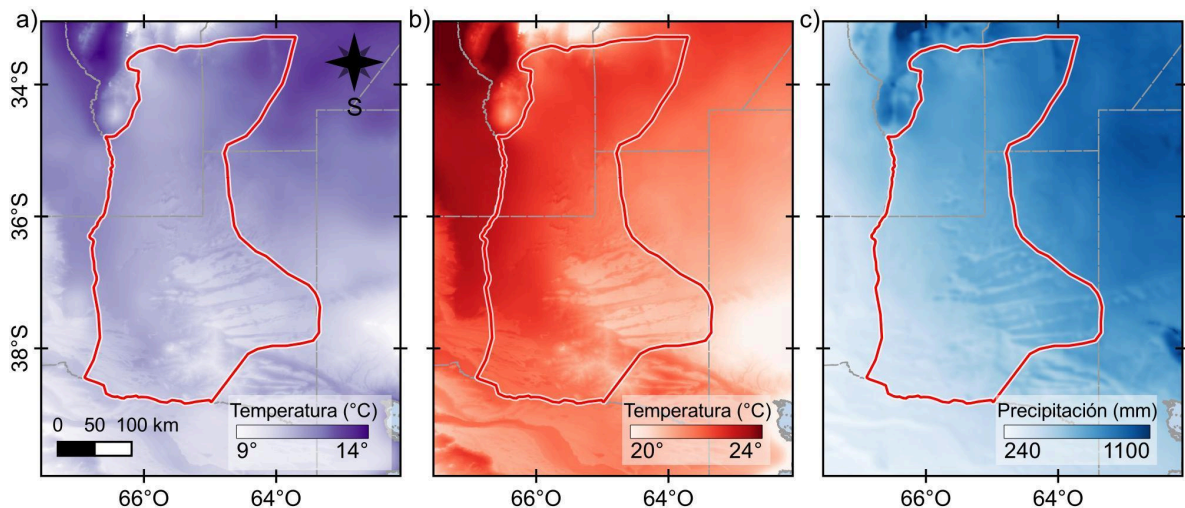 a)
b)
c)
34°S
36°S
38°S
S
0 50 100 km
Temperatura (°C)
9° 14°
Temperatura (°C)
20° 24°
Precipitación (mm)
240 1100
66°O 64°O
66°O 64°O
66°O 64°O